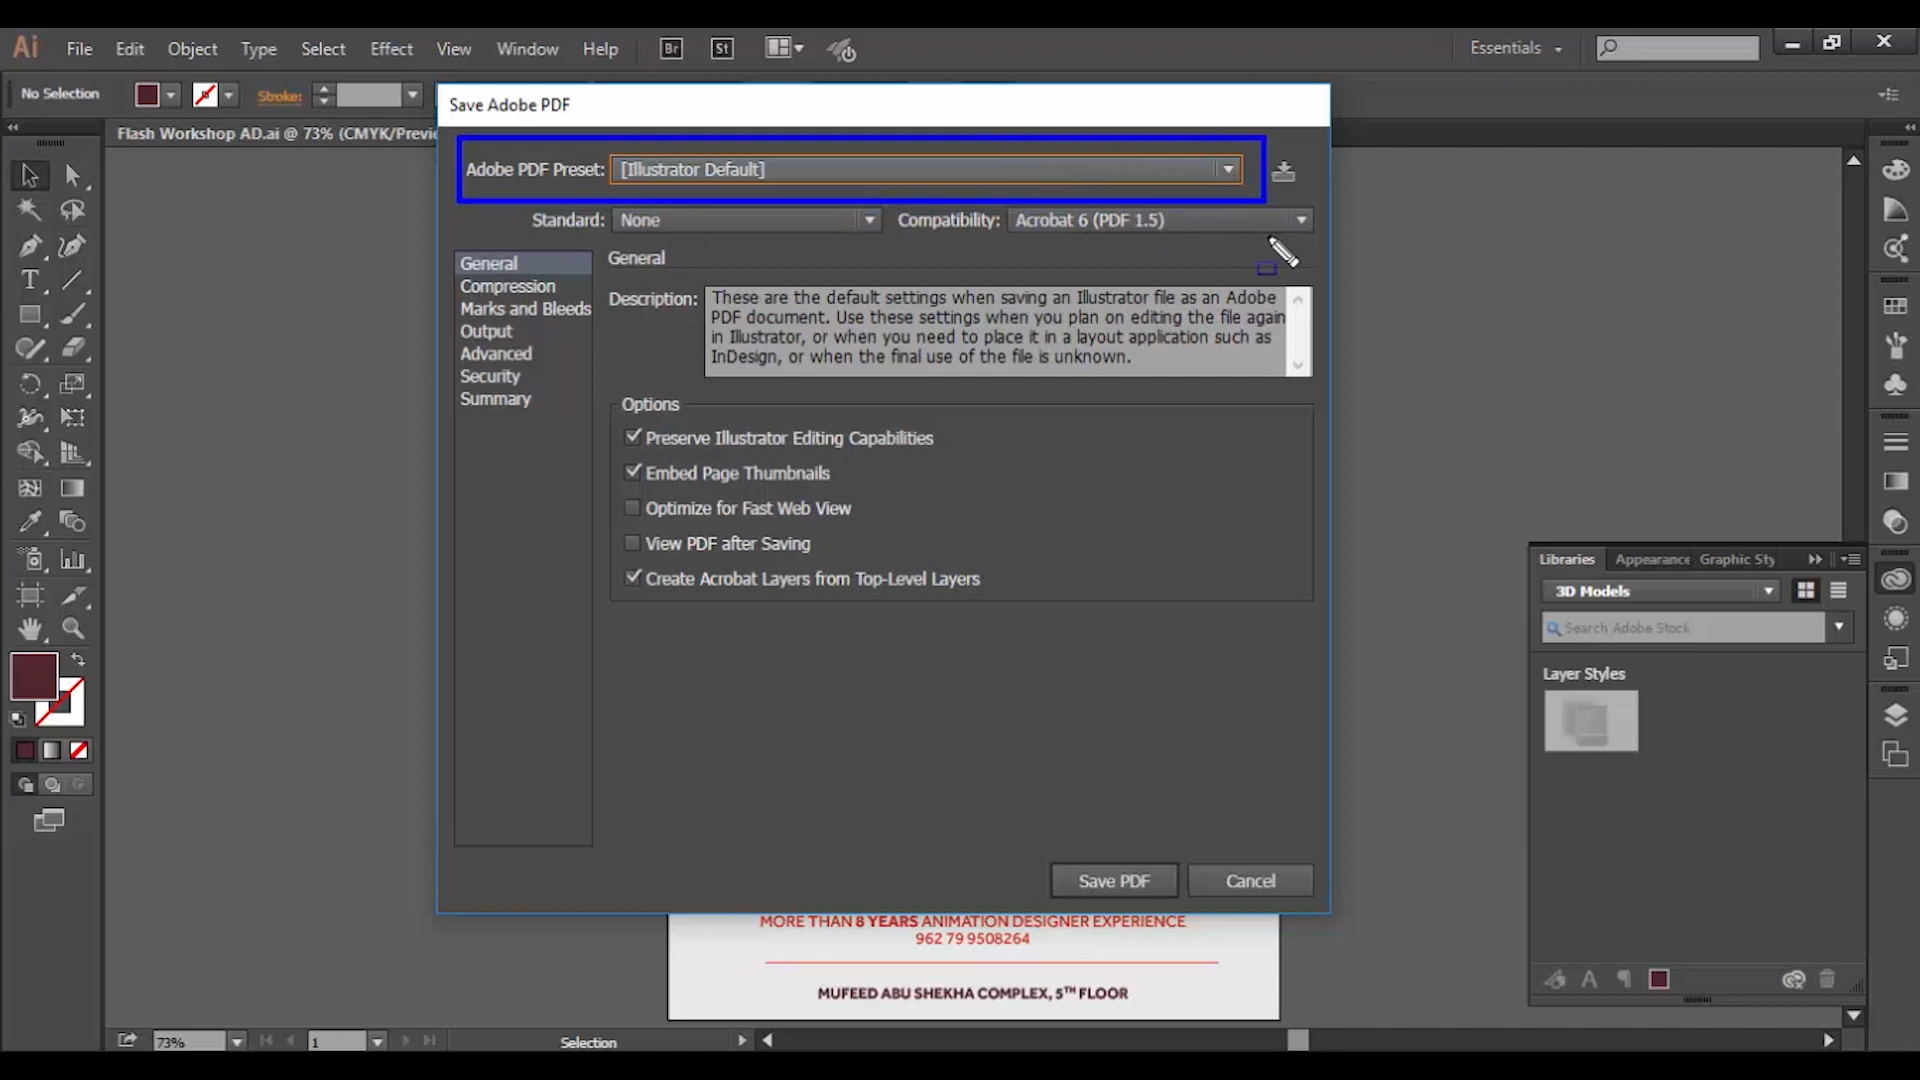 Ai File Edit Object Type Select Effect View Window Help Br St Essentials
No Selection Stroke:
Save Adobe PDF
Flash Workshop AD.ai @ 73% (CMYK/Previe
Adobe PDF Preset: [Illustrator Default]
Standard: None Compatibility: Acrobat 6 (PDF 1.5)
General
Compression
Marks and Bleeds
Output
Advanced
Security
Summary
General
Description: These are the default settings when saving an Illustrator file as an Adobe
PDF document. Use these settings when you plan on editing the file again
in Illustrator, or when you need to place it in a layout application such as
InDesign, or when the final use of the file is unknown.
Options
Preserve Illustrator Editing Capabilities
Embed Page Thumbnails
Optimize for Fast Web View
View PDF after Saving
Create Acrobat Layers from Top-Level Layers
Save PDF Cancel
Libraries Appearance Graphic Sty
3D Models
Search Adobe Stock
Layer Styles
MORE THAN 8 YEARS ANIMATION DESIGNER EXPERIENCE
962 79 9508264
MUFEED ABU SHEKHA COMPLEX, 5TH FLOOR
73% 1 Selection